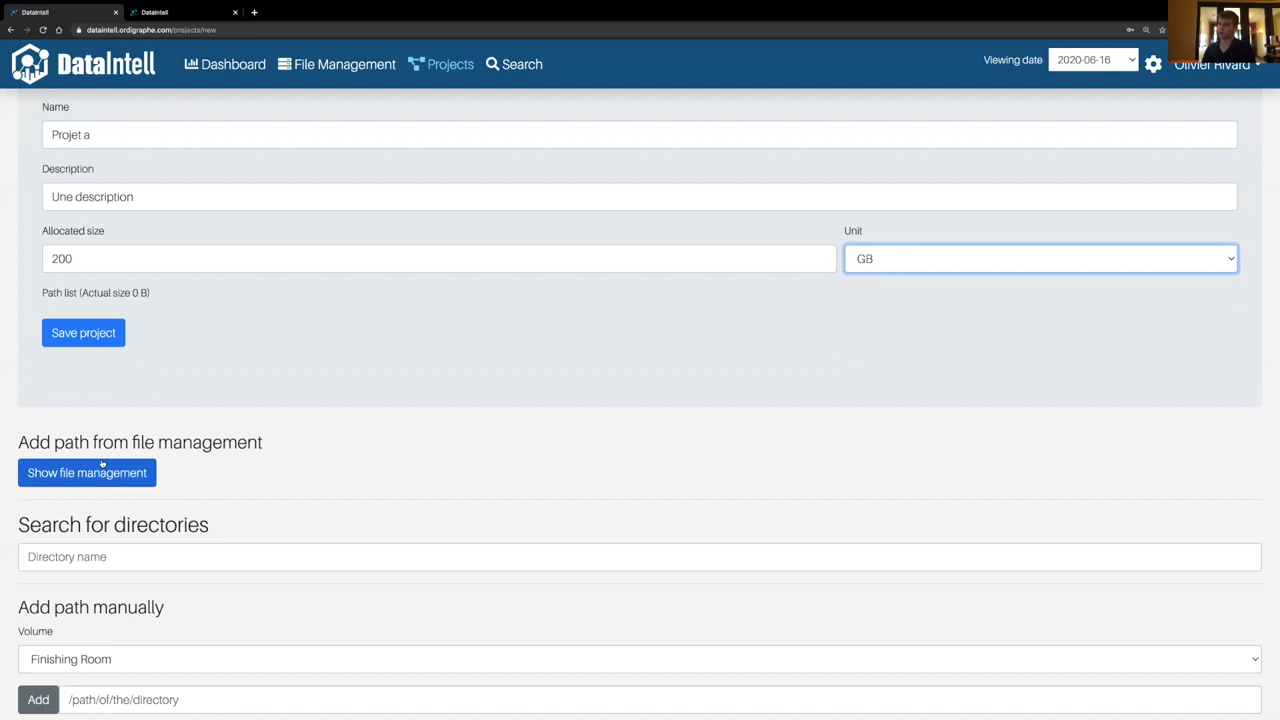 DataIntell
DataIntell
dataintell.ordigraphe.com/projects/new
DataIntell
Dashboard
File Management
Projects
Search
Viewing date
2020-06-16
Olivier Rivard
Name
Projet a
Description
Une description
Allocated size
Unit
200
GB
Path list (Actual size 0 B)
Save project
Add path from file management
Show file management
Search for directories
Directory name
Add path manually
Volume
Finishing Room
Add
/path/of/the/directory